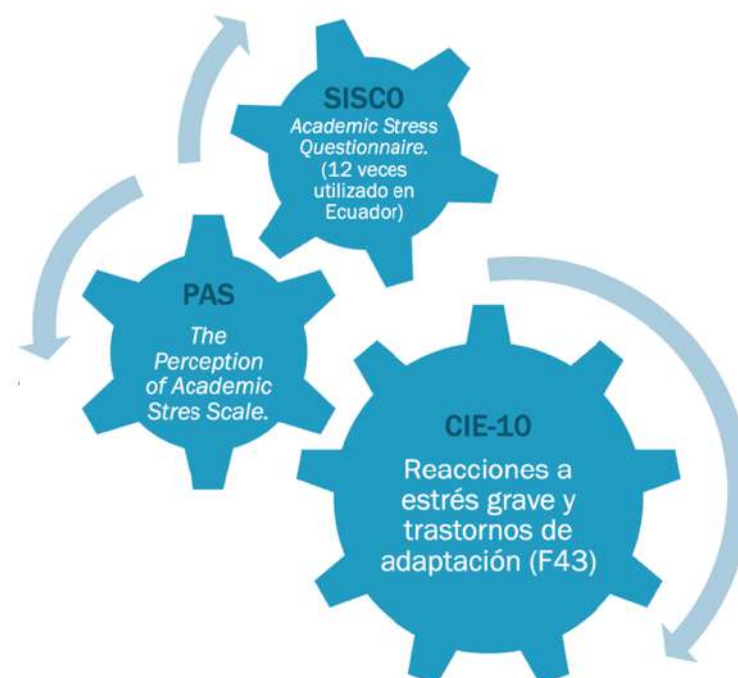 SISCO
Academic Stress
Questionnaire.
(12 veces
utilizado en
Ecuador)
PAS
The
Perception
of Academic
Stres Scale.
CIE-10
Reacciones a
estrés grave y
trastornos de
adaptación (F43)